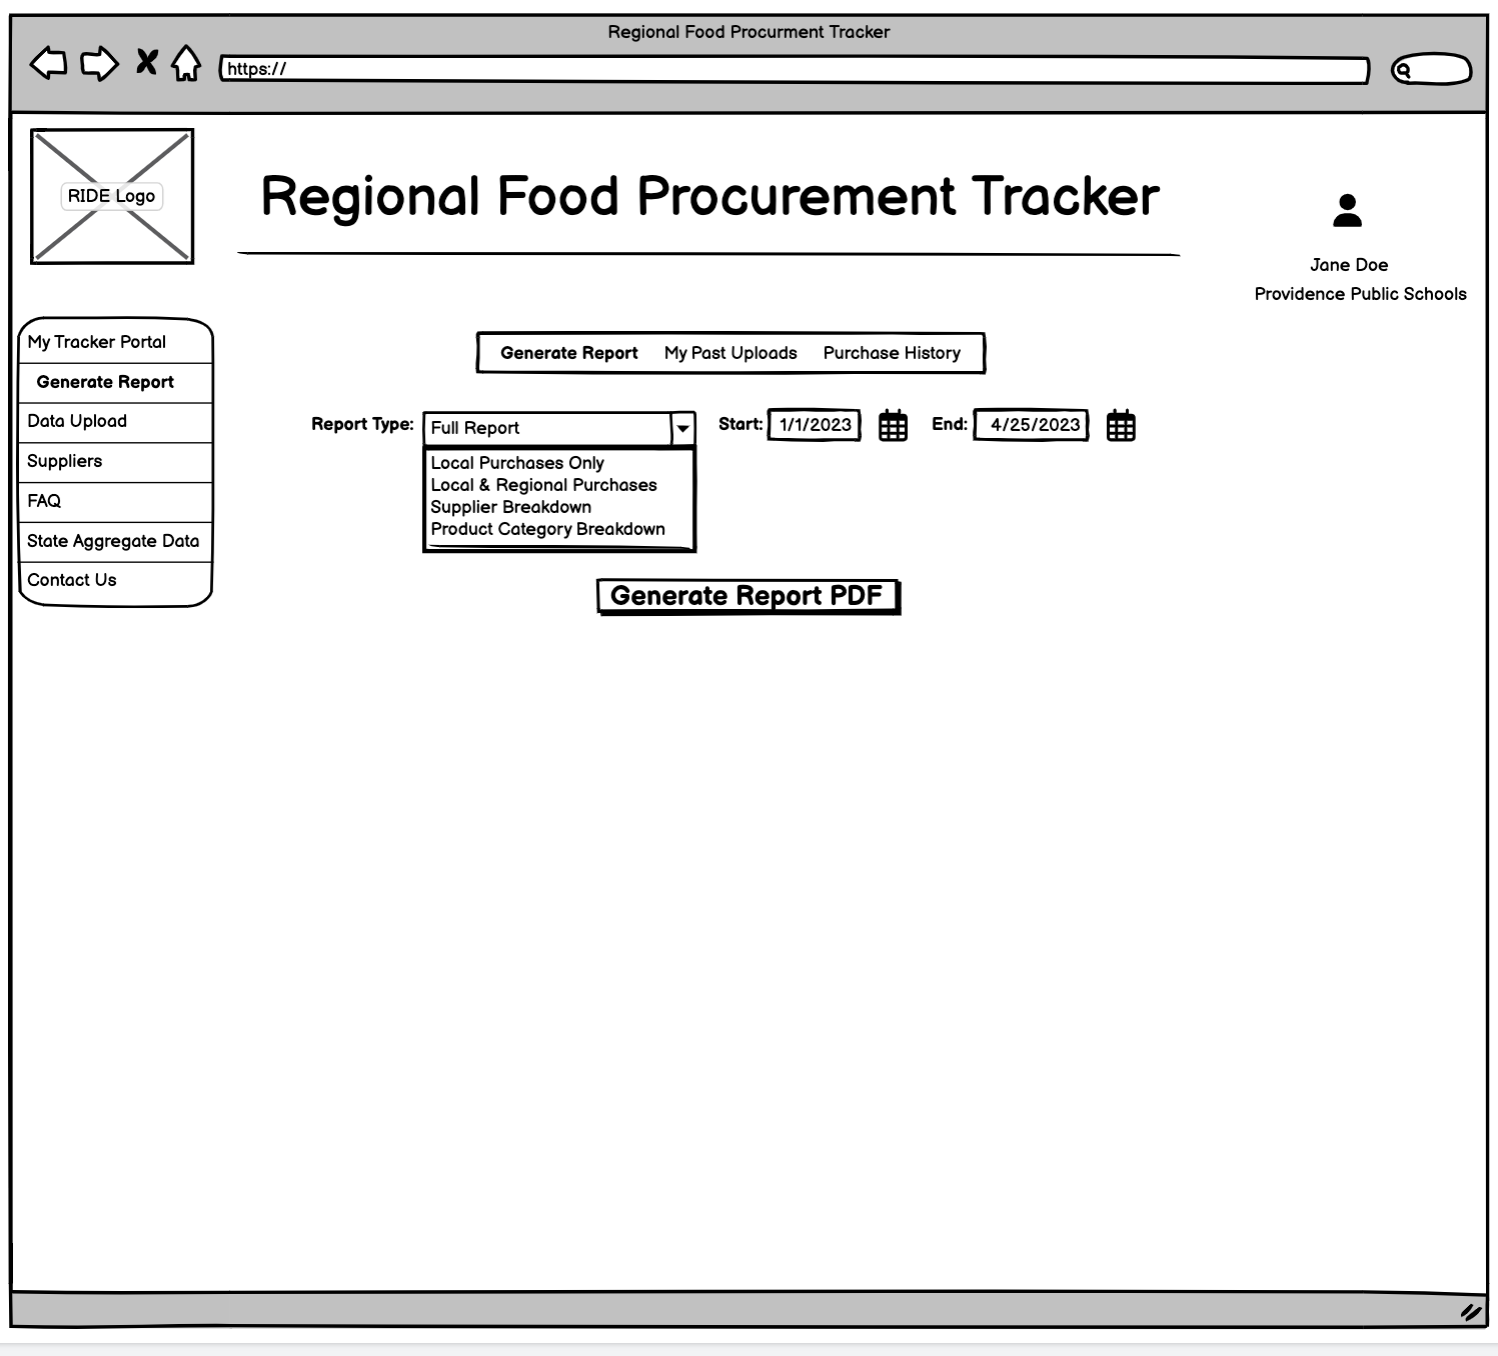 Regional Food Procurment Tracker
https://
RIDE Logo
Regional Food Procurement Tracker
Jane Doe
Providence Public Schools
My Tracker Portal
Generate Report
Data Upload
Suppliers
FAQ
State Aggregate Data
Contact Us
Generate Report My Past Uploads Purchase History
Report Type: Full Report Start: 1/1/2023 End: 4/25/2023
Local Purchases Only
Local & Regional Purchases
Supplier Breakdown
Product Category Breakdown
Generate Report PDF